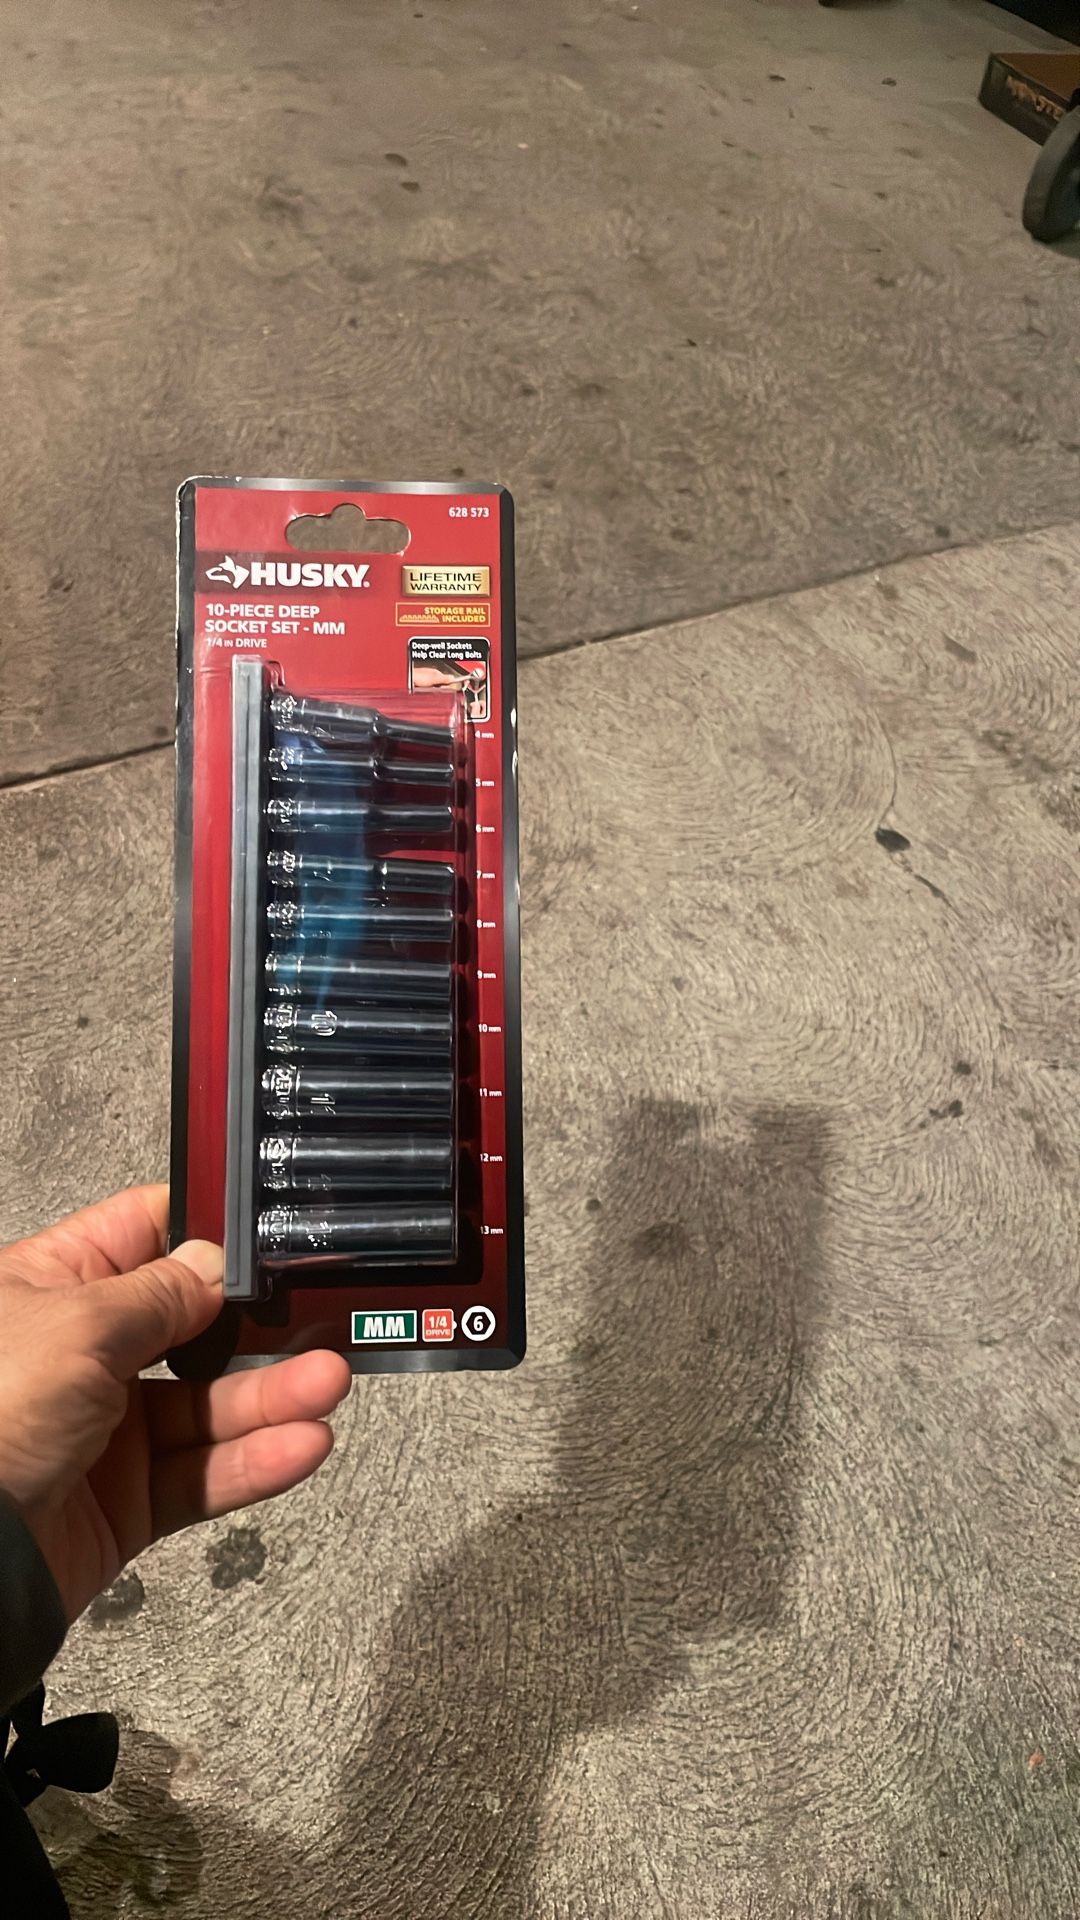 628 573
HUSKY.
LIFETIME
WARRANTY
10-PIECE DEEP
SOCKET SET - MM
1/4 IN DRIVE
STORAGE RAIL
INCLUDED
Deep-well Sockets
Help Clear Long Bolts
4 mm
5 mm
6 mm
7 mm
8 mm
9 mm
10 mm
10
11 mm
11
12 mm
13 mm
MM
1/4
DRIVE
6